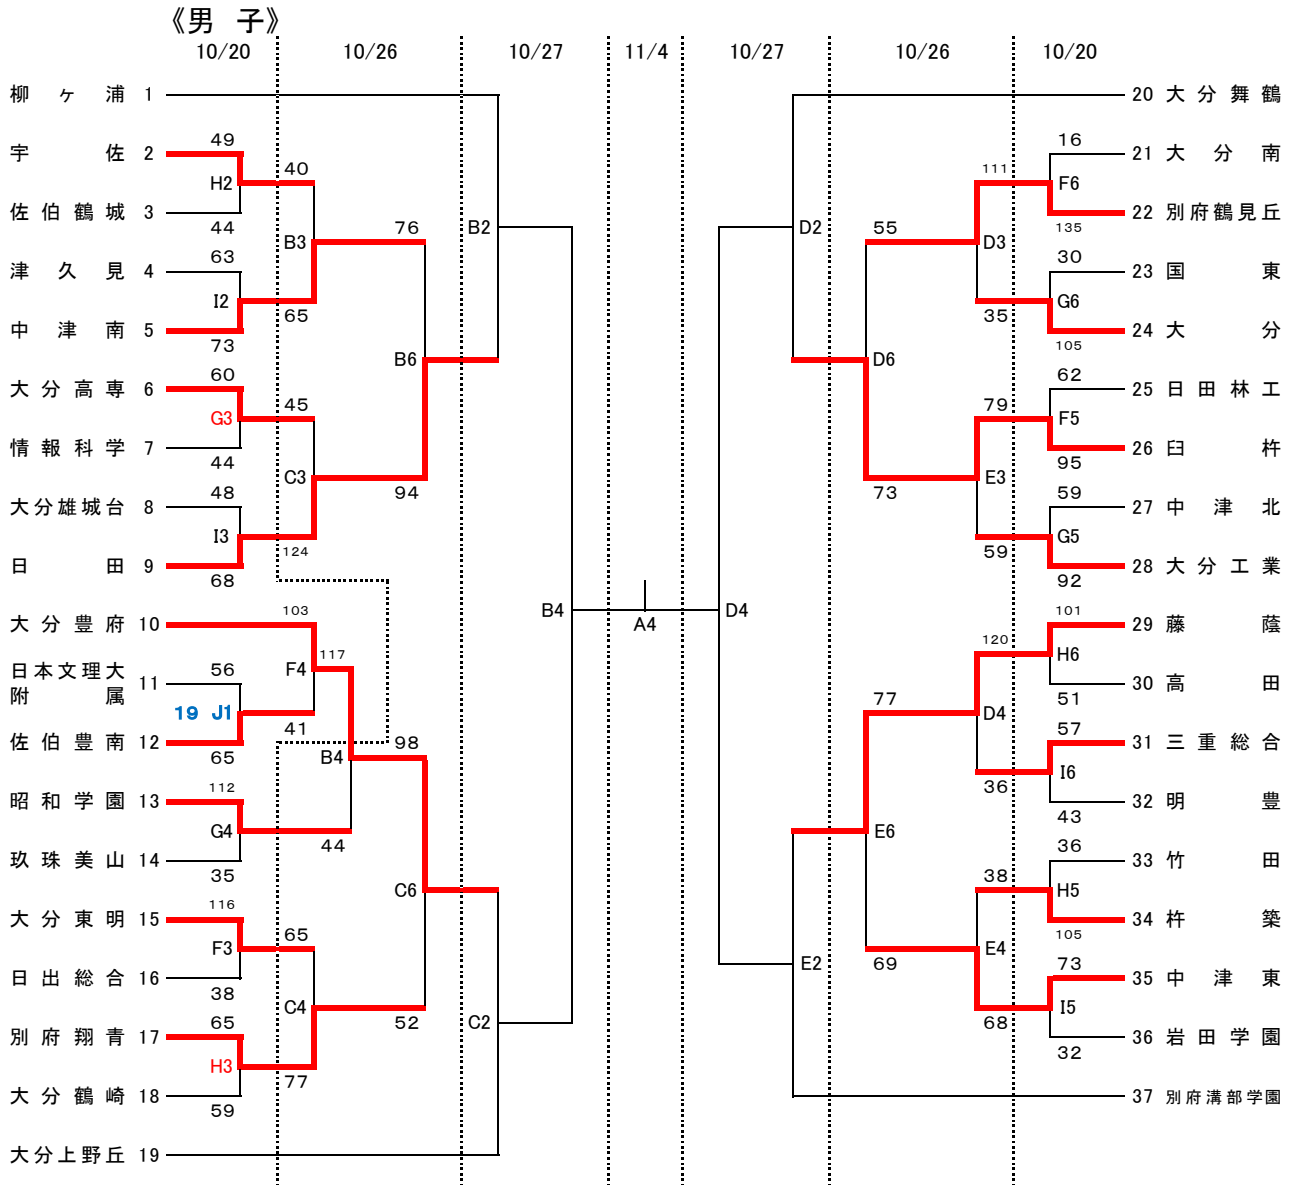 《男 子》
10/20 10/26 10/27 11/4 10/27 10/26 10/20
柳ヶ浦 1
20 大分舞鶴
49
16
宇佐 2
21 大分南
40
111
H2
F6
佐伯鶴城 3
22 別府鶴見丘
44
76
B2
D2
55
135
B3
D3
63
30
津久見 4
23 国東
I2
G6
65
35
中津南 5
24 大分
73
105
B6
D6
60
62
大分高専 6
25 日田林工
45
79
G3
F5
情報科学 7
26 臼杵
44
95
C3
E3
48
94
73
59
大分雄城台 8
27 中津北
I3
G5
124
59
日田 9
28 大分工業
68
92
B4
A4
D4
103
101
大分豊府 10
29 藤蔭
117
120
F4
H6
日本文理大
附属 11
56
30 高田
77
51
19 J1
D4
41
57
佐伯豊南 12
31 三重総合
65
B4
98
I6
112
36
昭和学園 13
32 明豊
43
G4
44
E6
36
玖珠美山 14
33 竹田
35
38
C6
H5
116
大分東明 15
34 杵築
65
105
F3
E4
69
E2
73
日出総合 16
35 中津東
38
C4
I5
65
52
C2
68
別府翔青 17
36 岩田学園
32
H3
77
大分鶴崎 18
37 別府溝部学園
59
大分上野丘 19